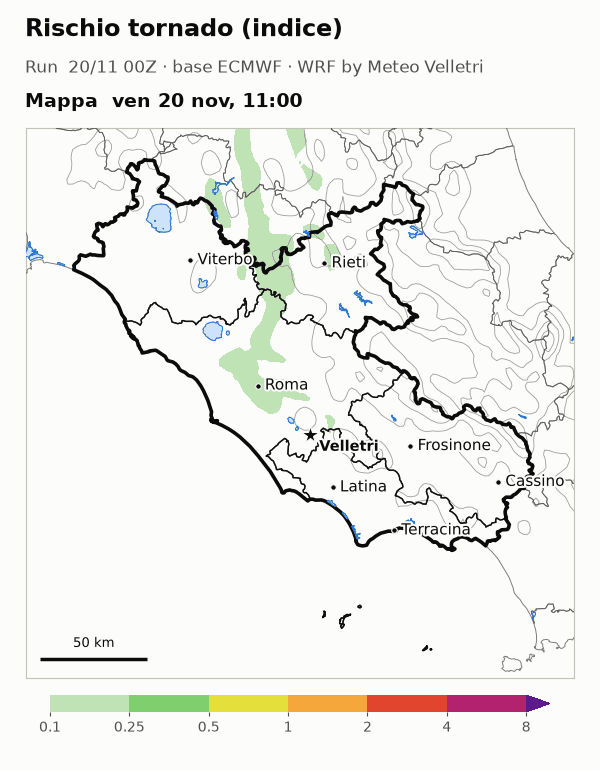 Rischio tornado (indice)
Run  20/11 00Z · base ECMWF · WRF by Meteo Velletri
Mappa  ven 20 nov, 11:00
Viterbo
Rieti
Roma
Velletri
Frosinone
Latina
Cassino
Terracina
50 km
0.1 0.25 0.5 1 2 4 8